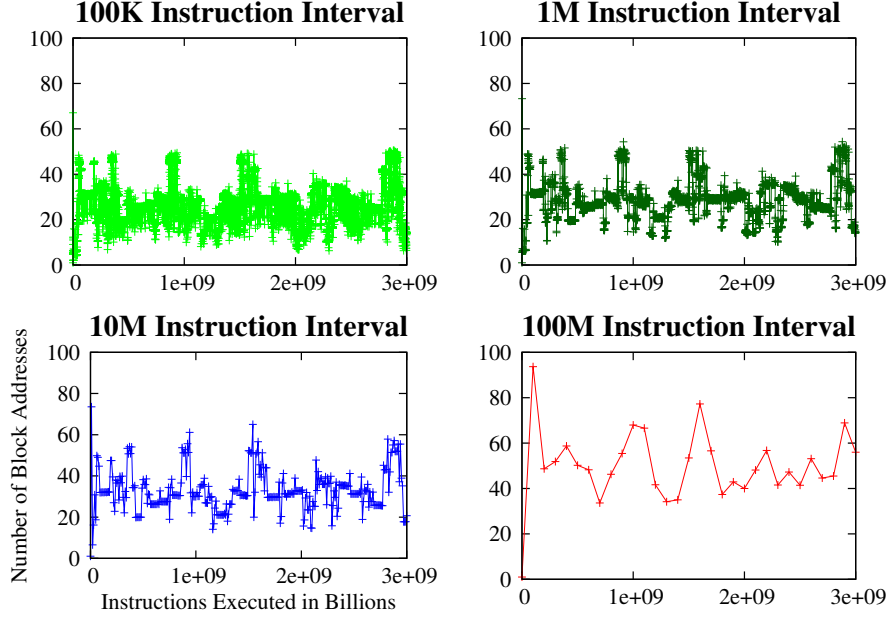 100K Instruction Interval
100
80
60
40
20
0
0 1e+09 2e+09 3e+09
1M Instruction Interval
100
80
60
40
20
0
0 1e+09 2e+09 3e+09
Number of Block Addresses
10M Instruction Interval
100
80
60
40
20
0
0 1e+09 2e+09 3e+09
Instructions Executed in Billions
100M Instruction Interval
100
80
60
40
20
0
0 1e+09 2e+09 3e+09